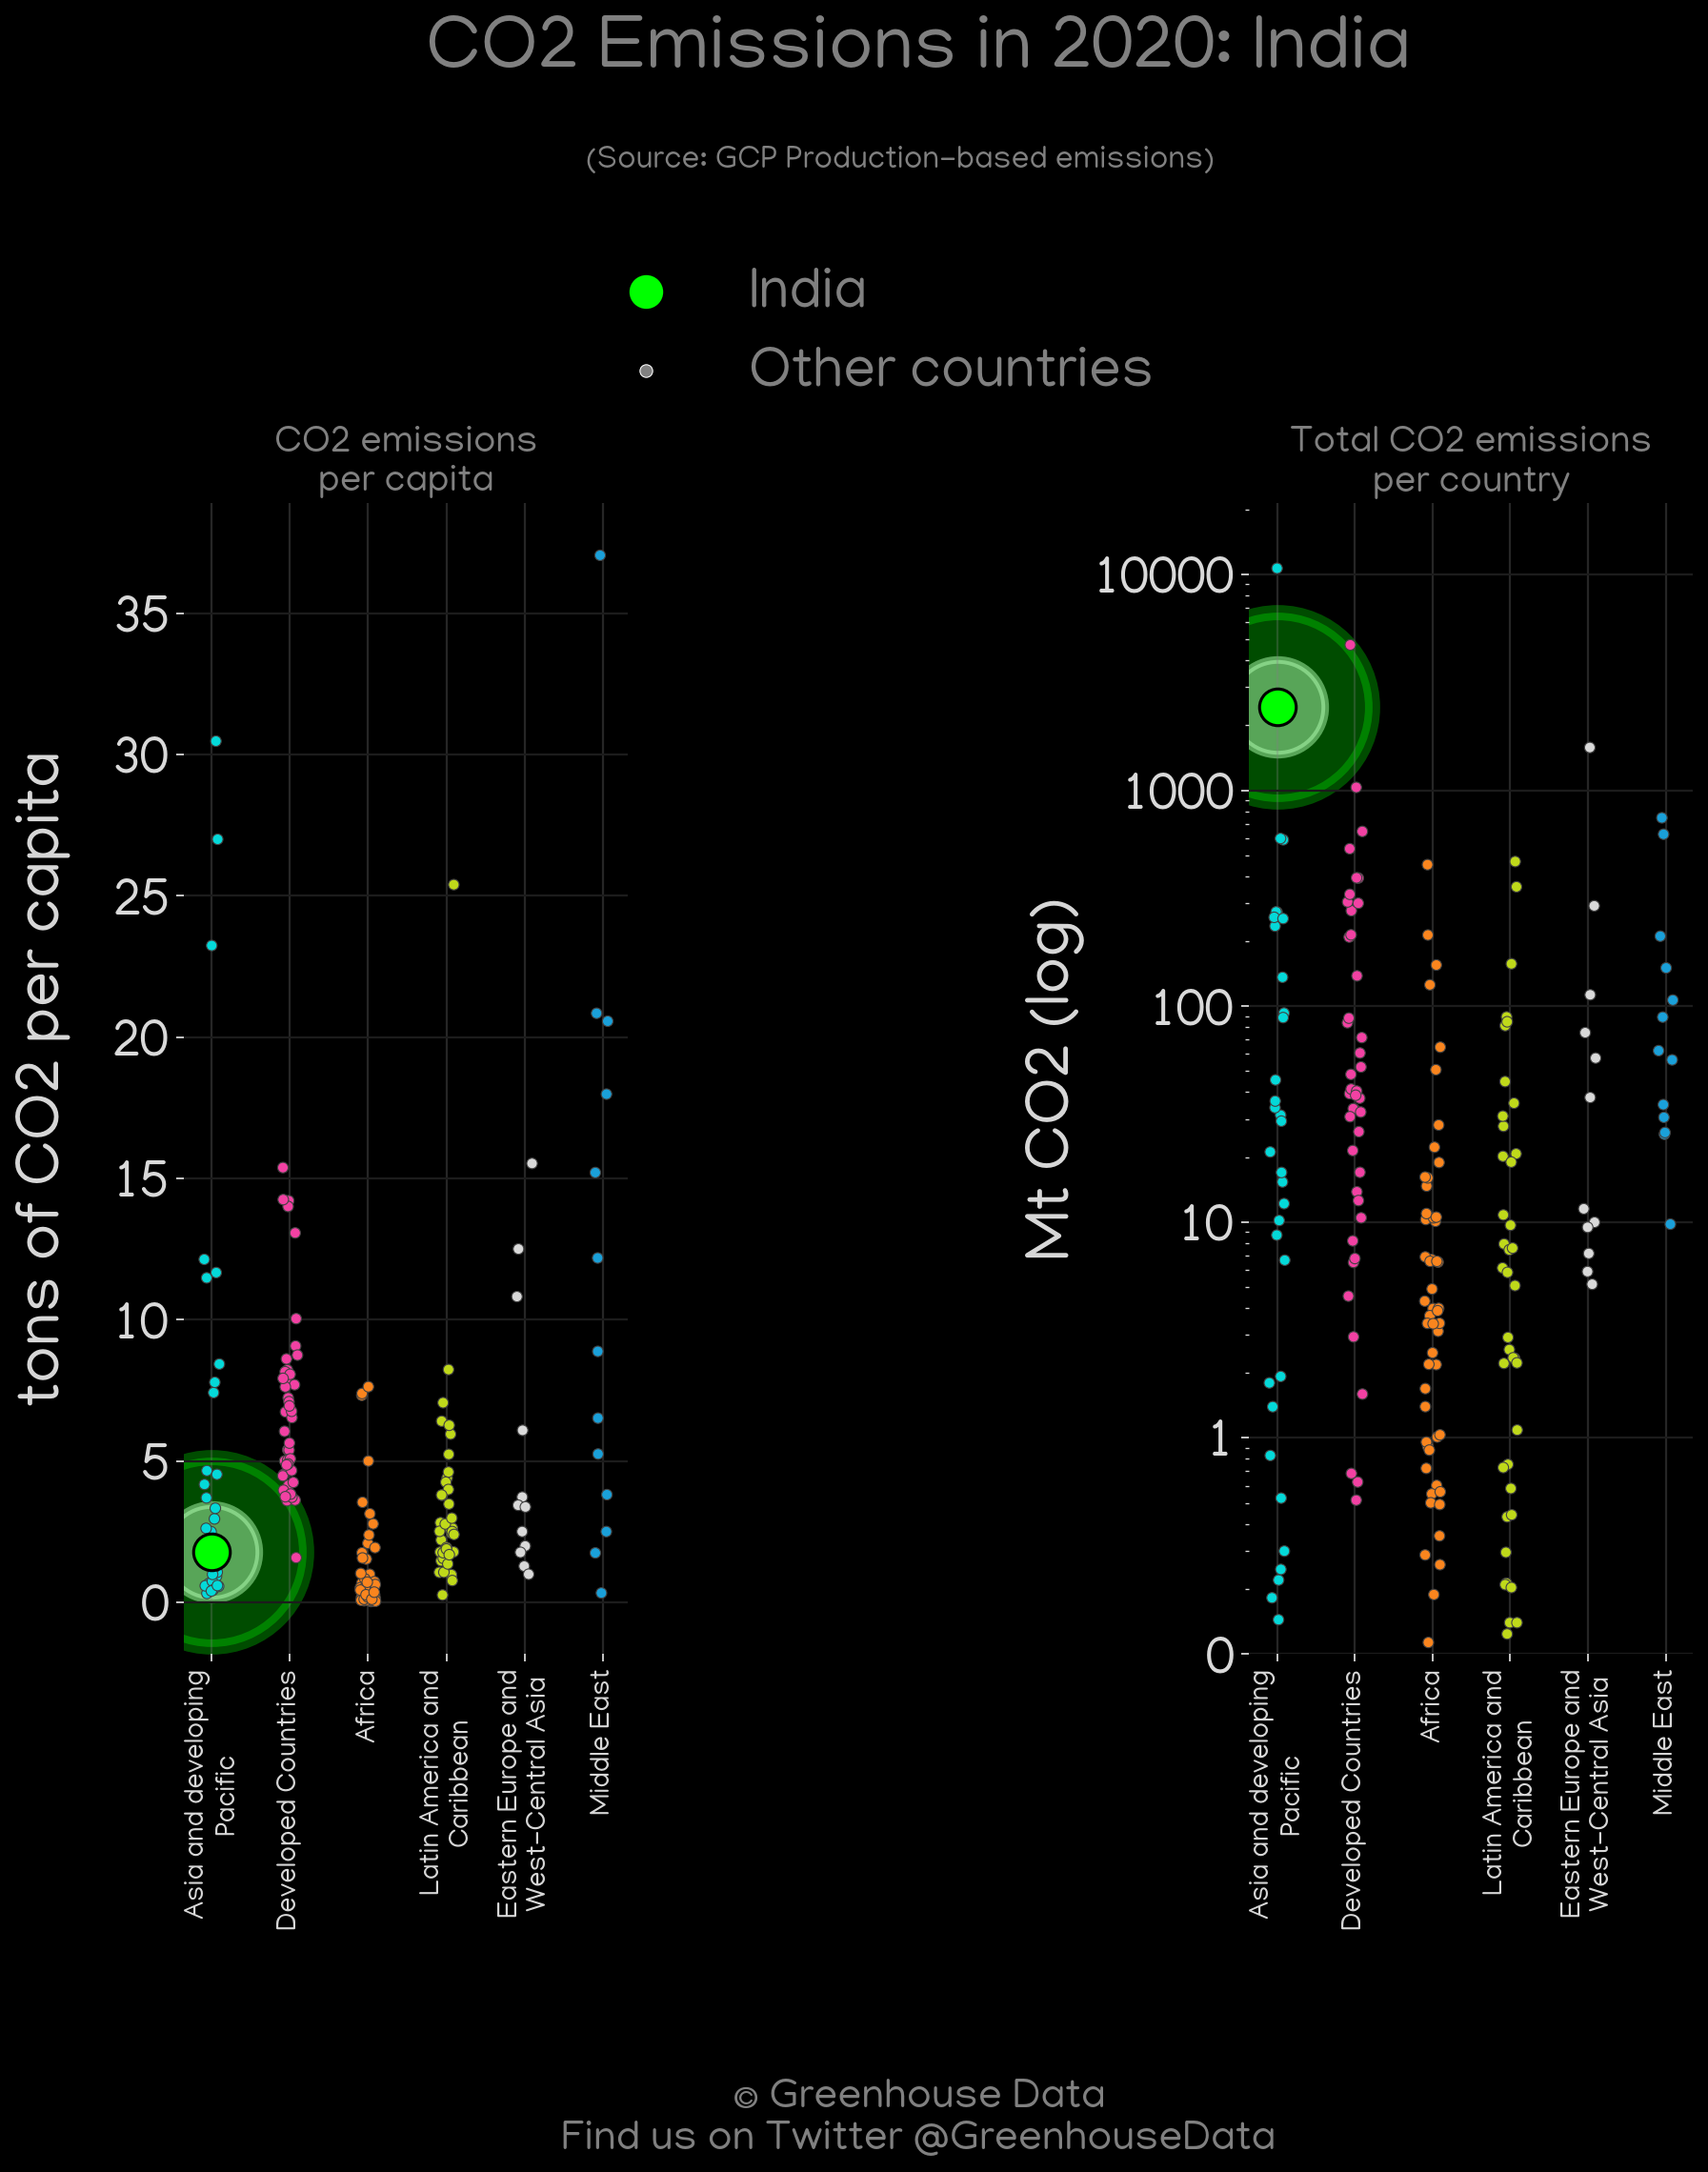 CO2 Emissions in 2020: India
(Source: GCP Production-based emissions)
India
Other countries
CO2 emissions
per capita
tons of CO2 per capita
35
30
25
20
15
10
5
0
Asia and developing
Pacific
Developed Countries
Africa
Latin America and
Caribbean
Eastern Europe and
West-Central Asia
Middle East
Total CO2 emissions
per country
Mt CO2 (log)
10000
1000
100
10
1
0
Asia and developing
Pacific
Developed Countries
Africa
Latin America and
Caribbean
Eastern Europe and
West-Central Asia
Middle East
© Greenhouse Data
Find us on Twitter @GreenhouseData